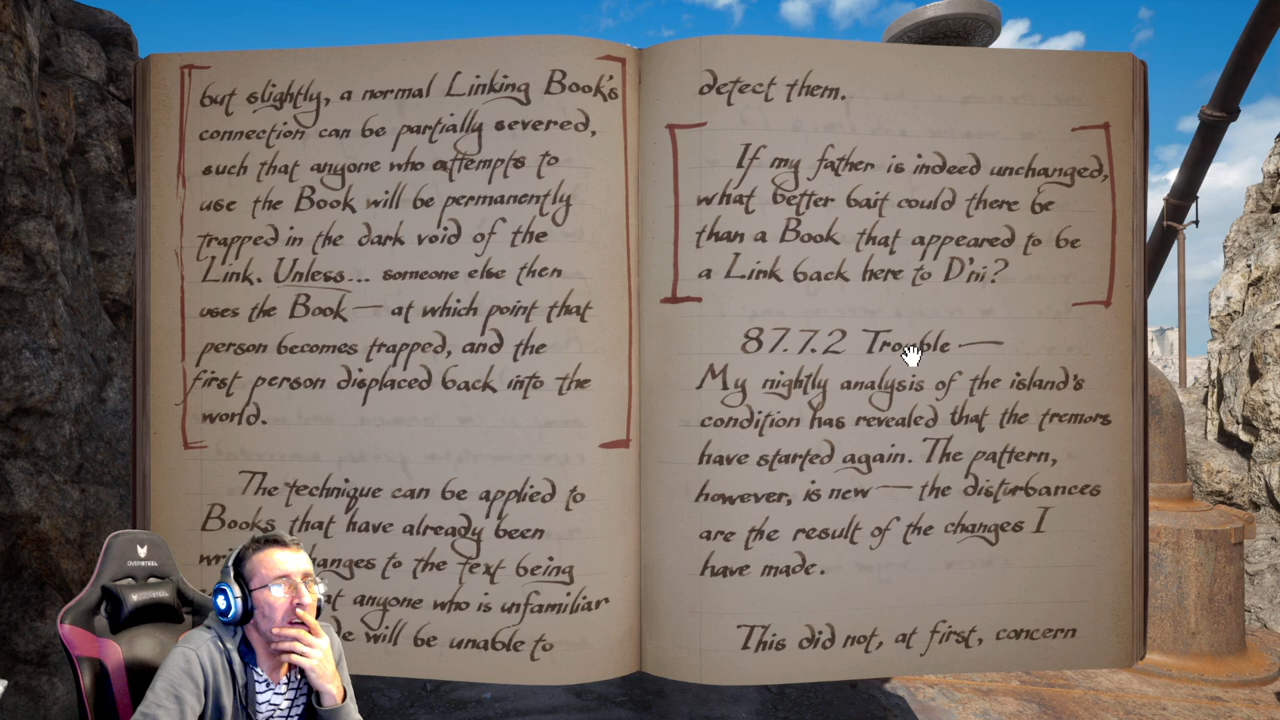 but slightly, a normal Linking Book's
connection can be partially severed,
such that anyone who attempts to
use the Book will be permanently
trapped in the dark void of the
Link. Unless... someone else then
uses the Book — at which point that
person becomes trapped, and the
first person displaced back into the
world.
The technique can be applied to
Books that have already been
anges to the text being
at anyone who is unfamiliar
will be unable to
detect them.
If my father is indeed unchanged,
what better bait could there be
than a Book that appeared to be
a Link back here to D'ni?
87.7.2 Trouble —
My nightly analysis of the island's
condition has revealed that the tremors
have started again. The pattern,
however, is new — the disturbances
are the result of the changes I
have made.
This did not, at first, concern
OVERSTEEL